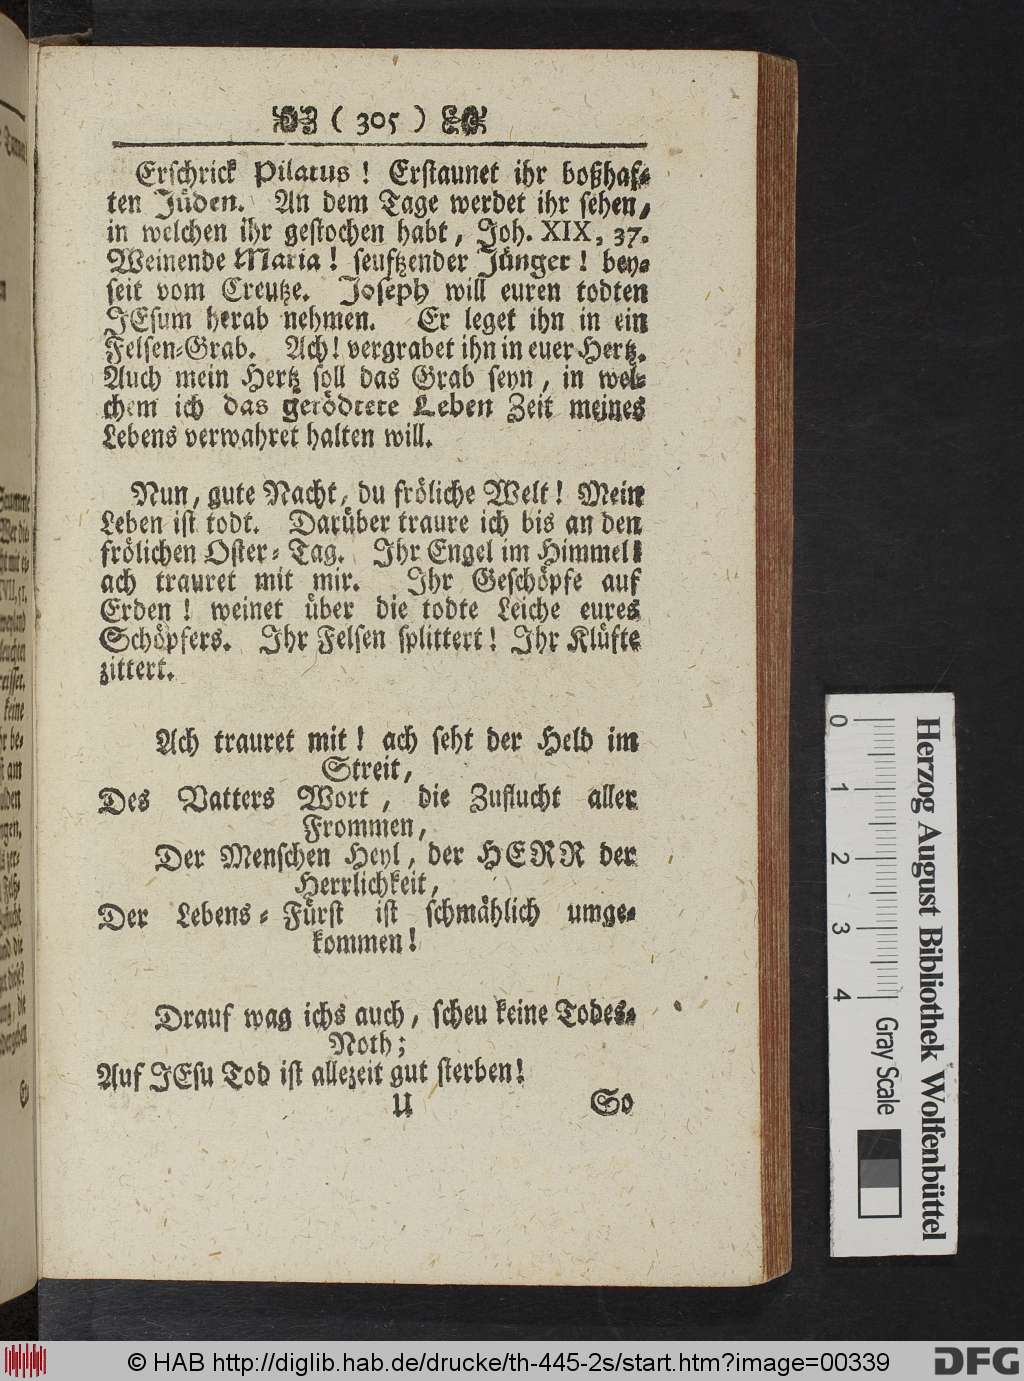 ( 305 )
Erschrick Pilatus! Erstaunet ihr boßhaf-
ten Jüden. An dem Tage werdet ihr sehen,
in welchen ihr gestochen habt, Joh. XIX, 37.
Weinende Maria! seuftzender Jünger! bey-
seit vom Creutze. Joseph will euren todten
JEsum herab nehmen. Er leget ihn in ein
Felsen-Grab. Ach! vergrabet ihn in euer Hertz.
Auch mein Hertz soll das Grab seyn, in wel-
chem ich das getödtete Leben Zeit meines
Lebens verwahret halten will.
Nun, gute Nacht, du fröliche Welt! Mein
Leben ist todt. Darüber traure ich bis an den
frölichen Oster-Tag. Ihr Engel im Himmel!
ach trauret mit mir. Ihr Geschöpfe auf
Erden! weinet über die todte Leiche eures
Schöpfers. Ihr Felsen splittert! Ihr Klüfte
zittert.
Ach trauret mit! ach seht der Held im
Streit,
Des Vatters Wort, die Zuflucht aller
Frommen,
Der Menschen Heyl, der HERR der
Herrlichkeit,
Der Lebens-Fürst ist schmählich umge-
kommen!
Drauf wag ichs auch, scheu keine Todes-
Noth;
Auf JEsu Tod ist allezeit gut sterben!
U So
0 1 2 3 4
Gray Scale
Herzog August Bibliothek Wolfenbüttel
© HAB http://diglib.hab.de/drucke/th-445-2s/start.htm?image=00339
DFG